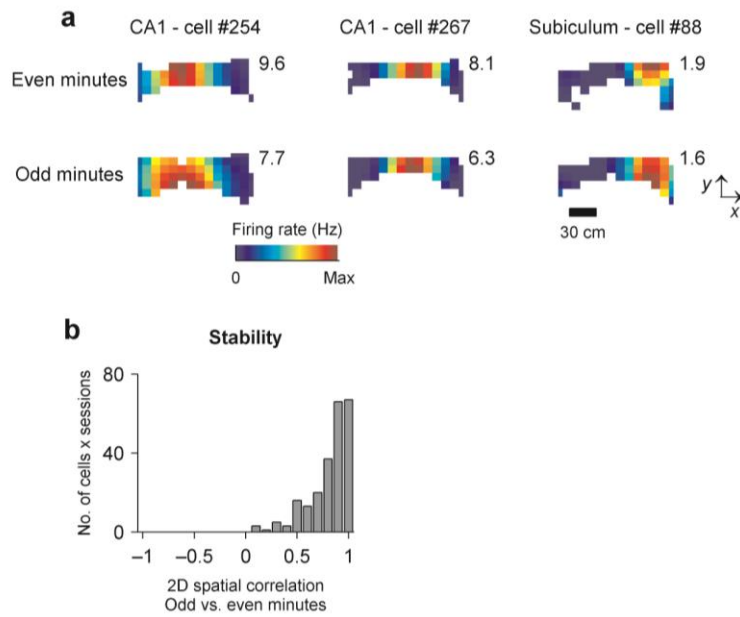 a
CA1 - cell #254 CA1 - cell #267 Subiculum - cell #88
Even minutes 9.6 8.1 1.9
Odd minutes 7.7 6.3 1.6
y
x
30 cm
Firing rate (Hz)
0 Max
b
Stability
No. of cells x sessions
80
40
0
–1 –0.5 0 0.5 1
2D spatial correlation
Odd vs. even minutes